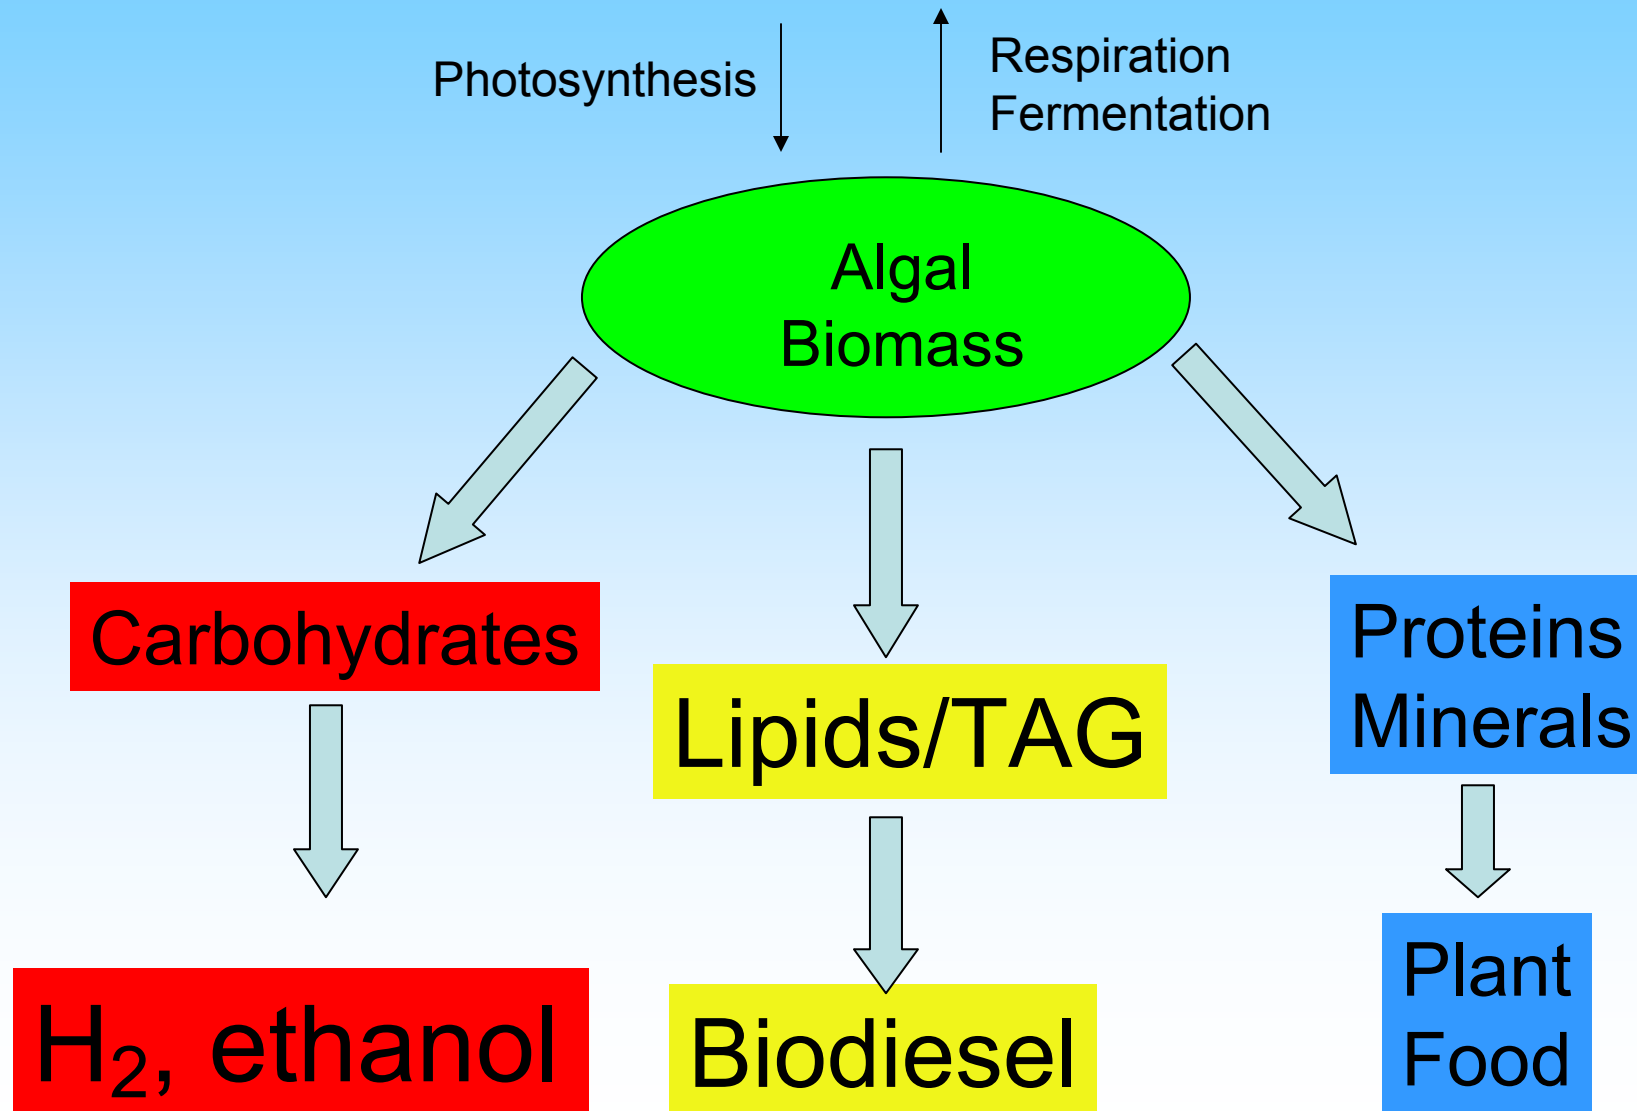 Photosynthesis
Respiration
Fermentation
Algal
Biomass
Carbohydrates
Lipids/TAG
Proteins
Minerals
H₂, ethanol
Biodiesel
Plant
Food